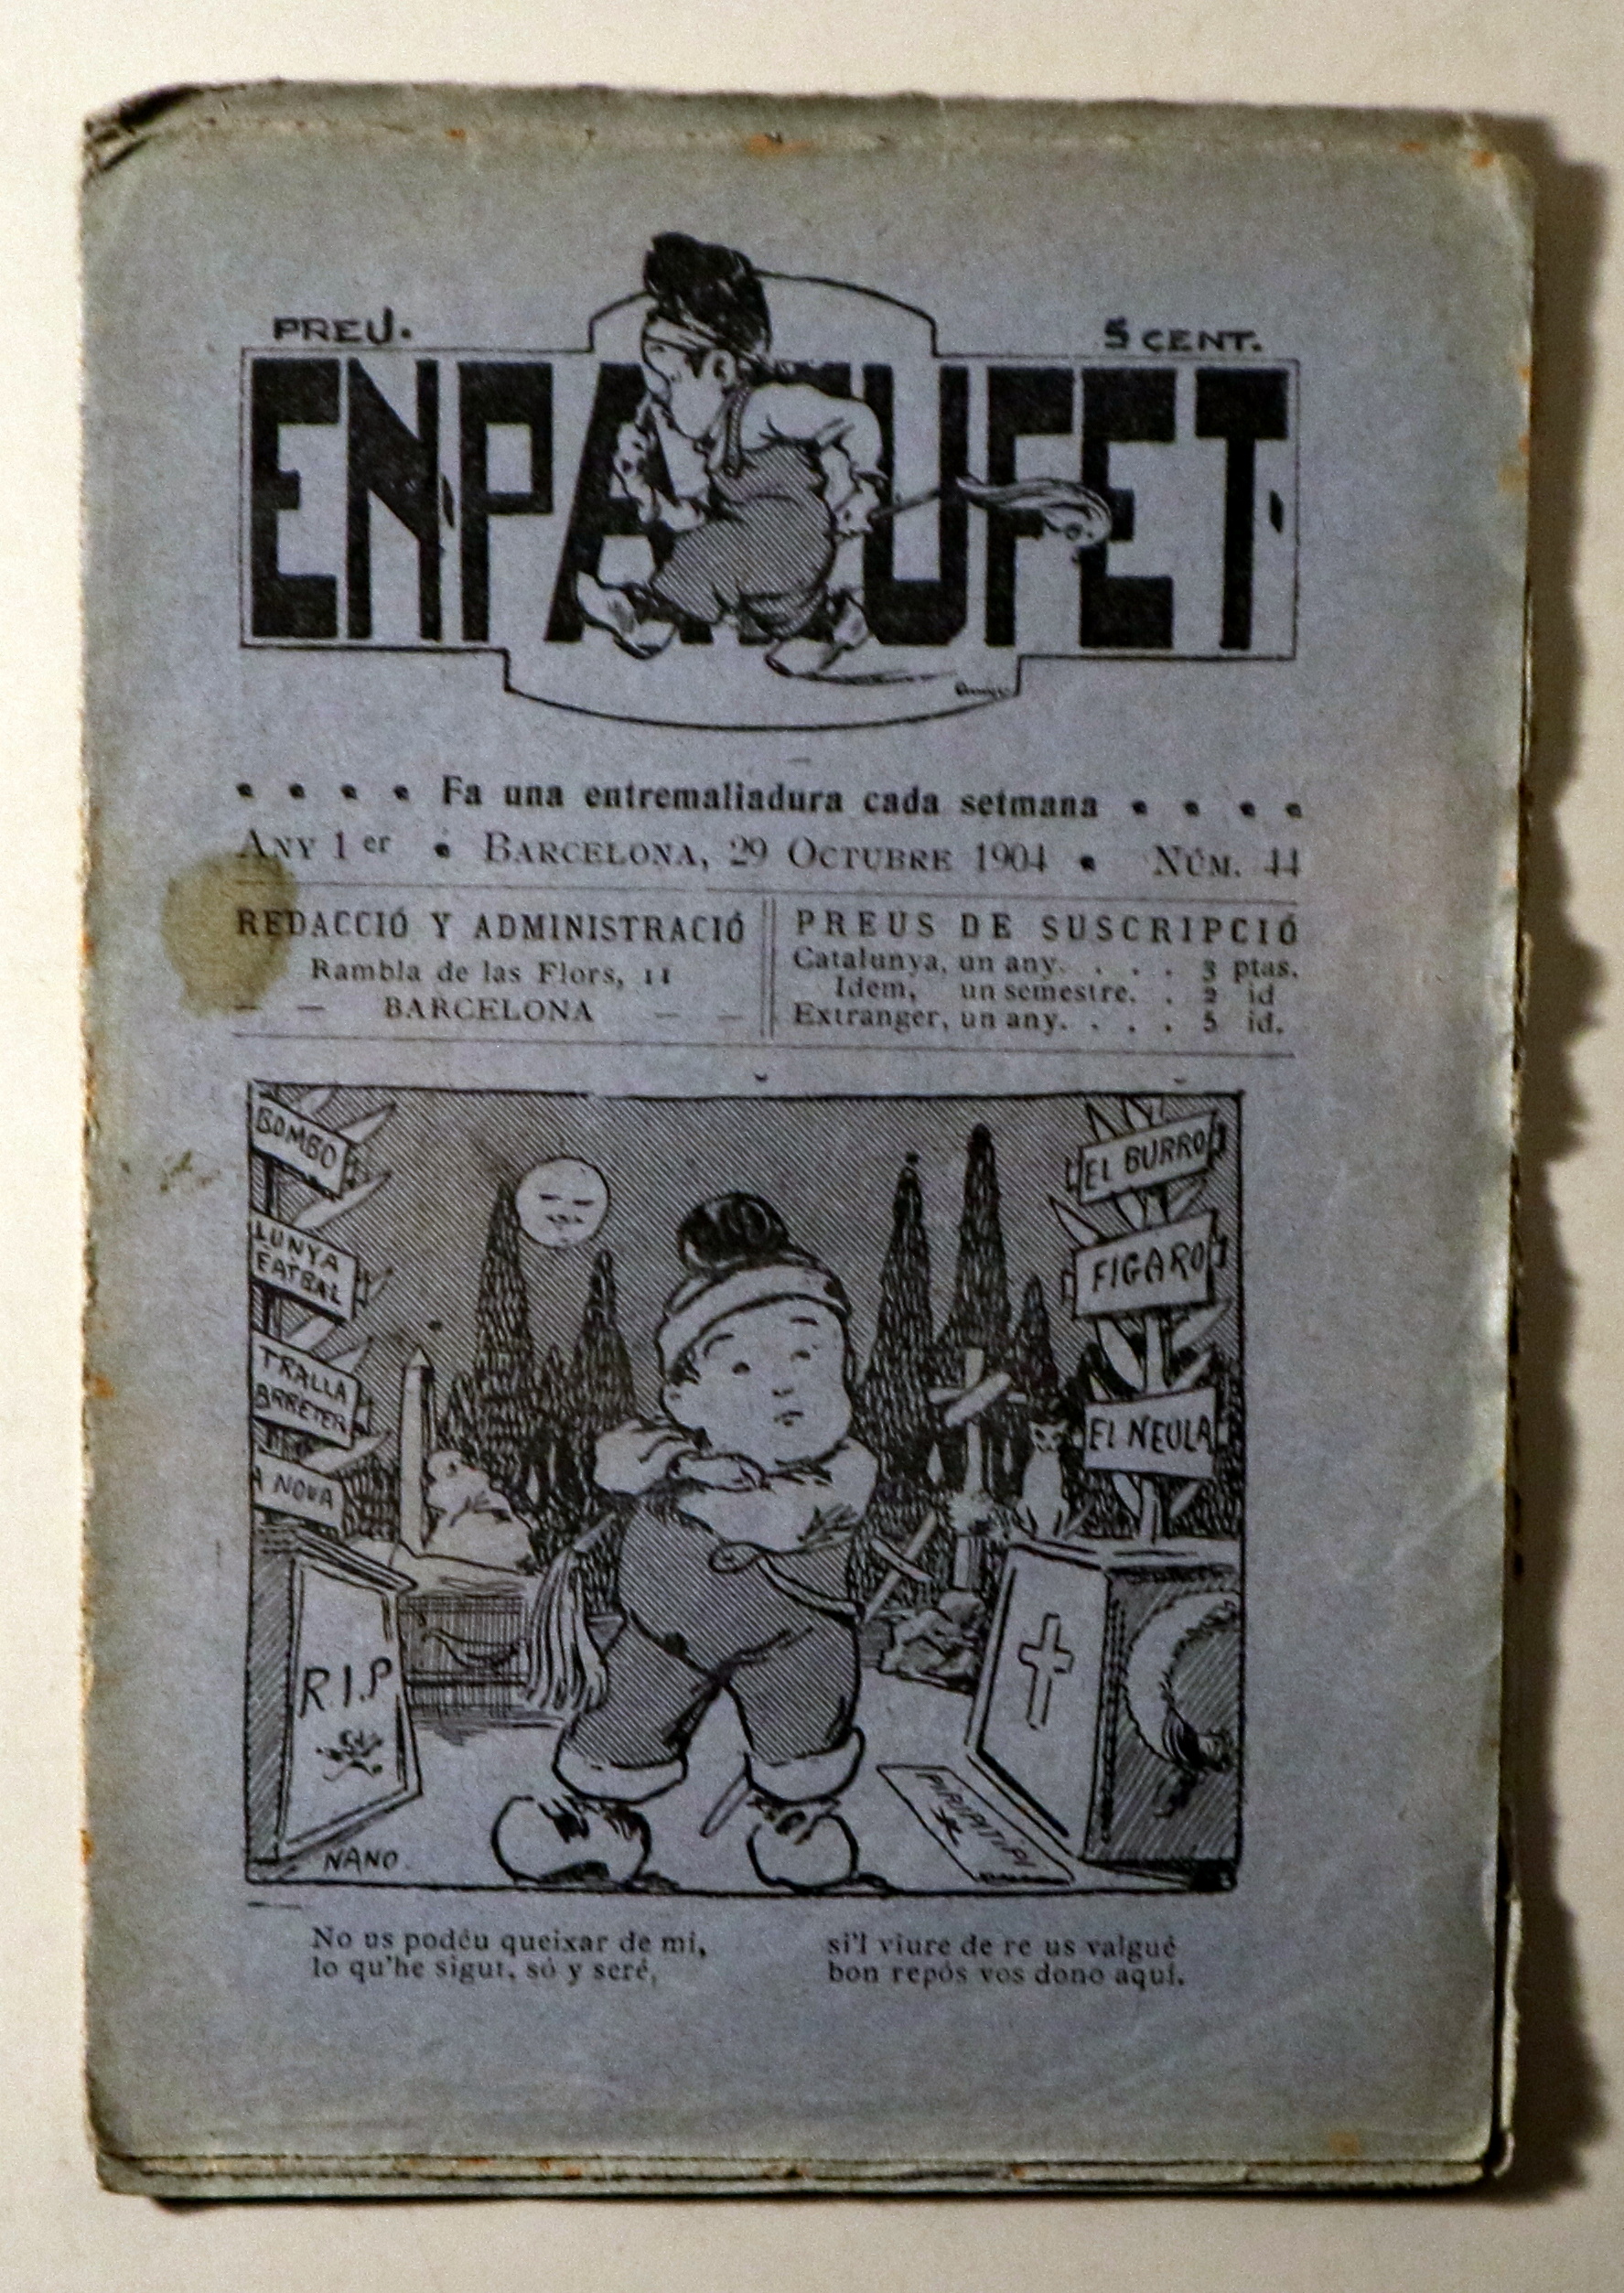 PREU. 5 CENT.
EN PATUFET.
Fa una entremaliadura cada setmana
ANY 1er • BARCELONA, 29 OCTUBRE 1904 • NÚM. 44
REDACCIÓ Y ADMINISTRACIÓ
Rambla de las Flors, 11
— — BARCELONA — —
PREUS DE SUSCRIPCIÓ
Catalunya, un any. . . . 3 ptas.
Idem, un semestre. . 2 id
Extranger, un any. . . . 5 id.
BOMBO
LUNYA
EATRAL
TRALLA
ARRETER
A NOVA
EL BURRO
FIGARO
EL NEULA
R.I.P
NANO.
No us podéu queixar de mi,
lo qu'he sigut, só y seré,
si'l viure de re us valgué
bon repós vos dono aquí.